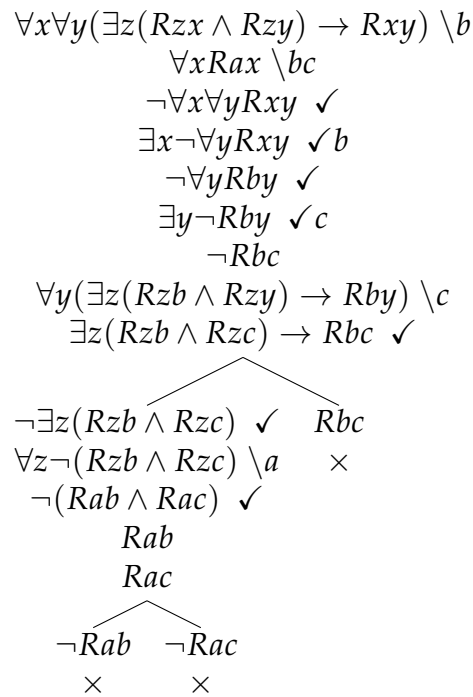 ∀x∀y(∃z(Rzx ∧ Rzy) → Rxy) \b
∀xRax \bc
¬∀x∀yRxy ✓
∃x¬∀yRxy ✓b
¬∀yRby ✓
∃y¬Rby ✓c
¬Rbc
∀y(∃z(Rzb ∧ Rzy) → Rby) \c
∃z(Rzb ∧ Rzc) → Rbc ✓
¬∃z(Rzb ∧ Rzc) ✓ Rbc
∀z¬(Rzb ∧ Rzc) \a ×
¬(Rab ∧ Rac) ✓
Rab
Rac
¬Rab ¬Rac
× ×